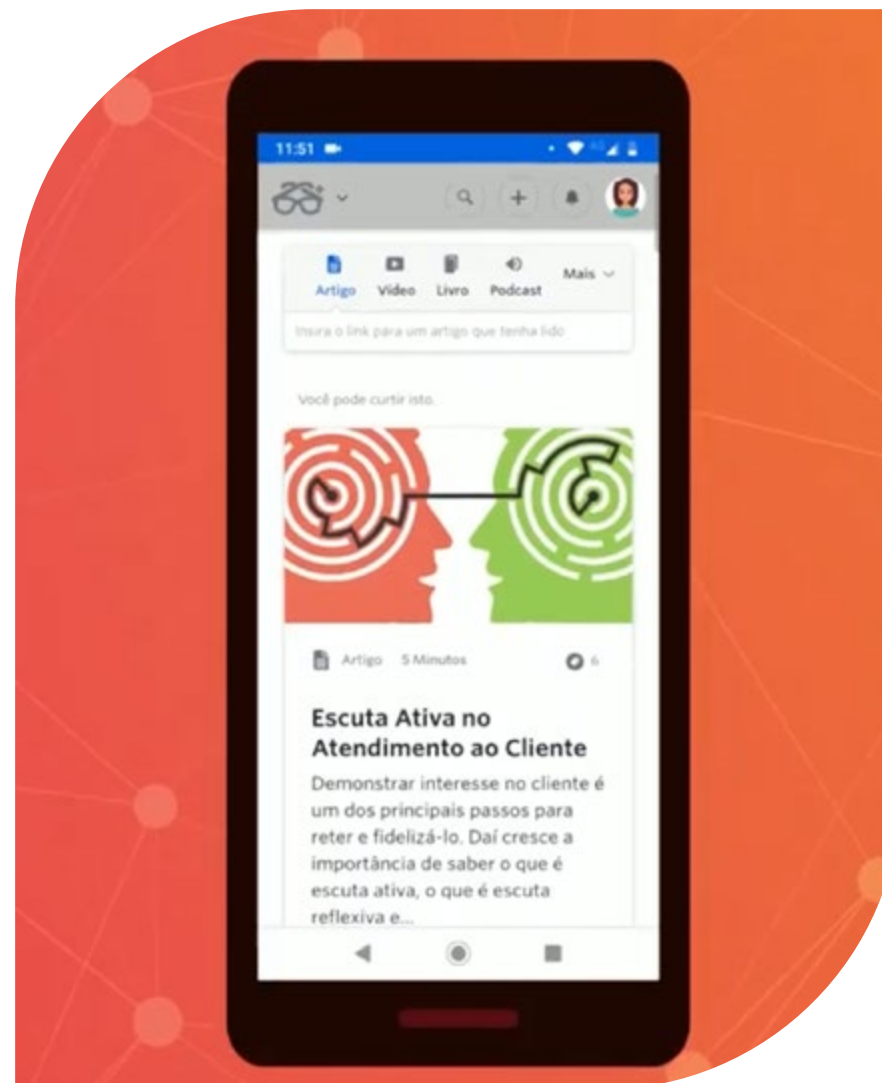 11:51
Artigo Vídeo Livro Podcast Mais
Insira o link para um artigo que tenha lido
Você pode curtir isto.
Artigo 5 Minutos 6
Escuta Ativa no
Atendimento ao Cliente
Demonstrar interesse no cliente é
um dos principais passos para
reter e fidelizá-lo. Daí cresce a
importância de saber o que é
escuta ativa, o que é escuta
reflexiva e...